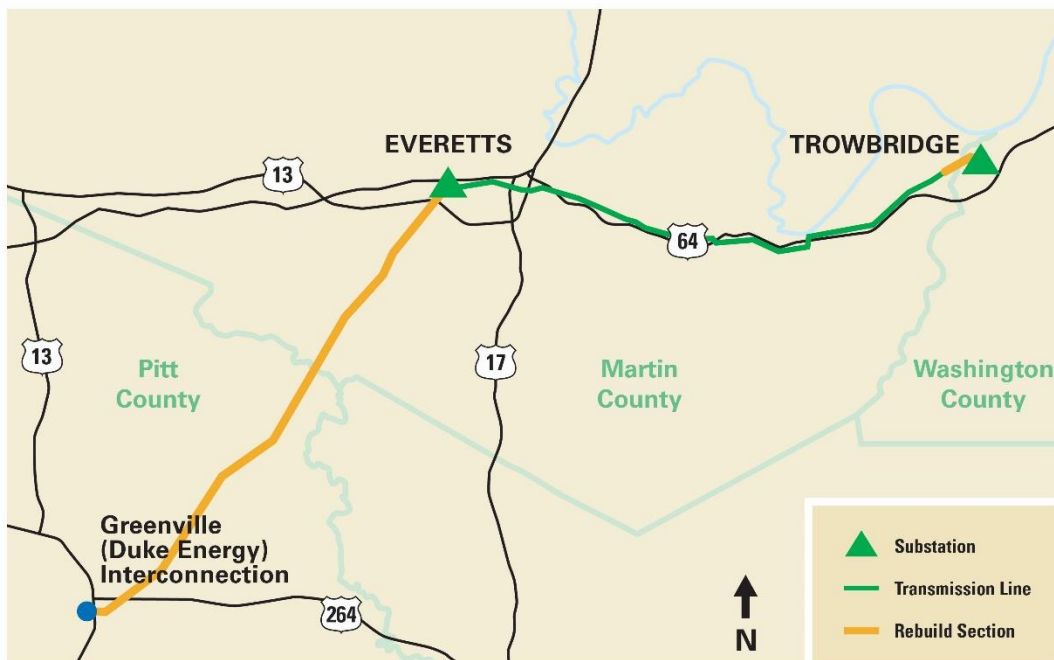 EVERETTS
TROWBRIDGE
13
64
13
17
Pitt
County
Martin
County
Washington
County
Greenville
(Duke Energy)
Interconnection
264
N
Substation
Transmission Line
Rebuild Section